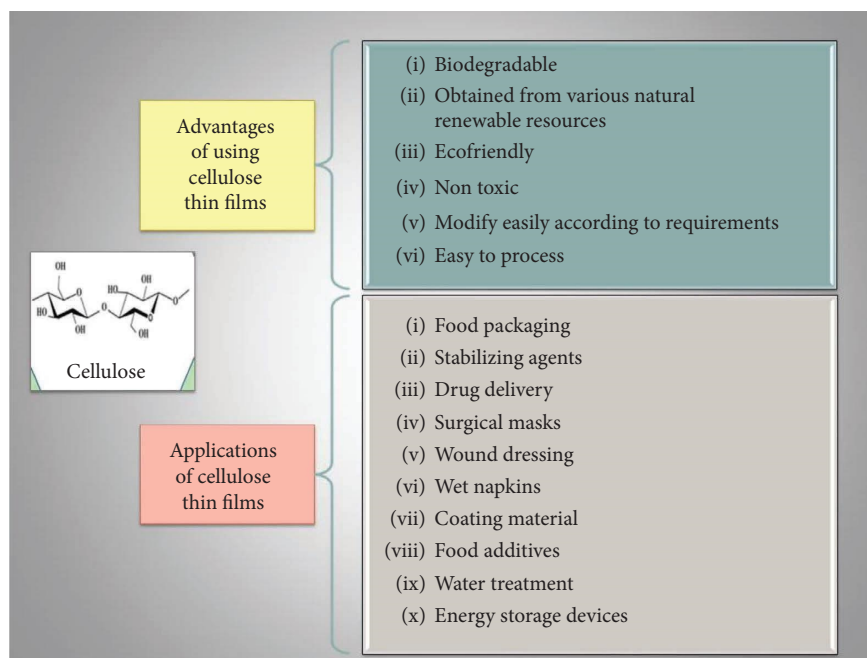 Advantages
of using
cellulose
thin films
(i) Biodegradable
(ii) Obtained from various natural
renewable resources
(iii) Ecofriendly
(iv) Non toxic
(v) Modify easily according to requirements
(vi) Easy to process
OH
OH
HO
O
O
HO
OH
O
HO
O
OH
Cellulose
Applications
of cellulose
thin films
(i) Food packaging
(ii) Stabilizing agents
(iii) Drug delivery
(iv) Surgical masks
(v) Wound dressing
(vi) Wet napkins
(vii) Coating material
(viii) Food additives
(ix) Water treatment
(x) Energy storage devices